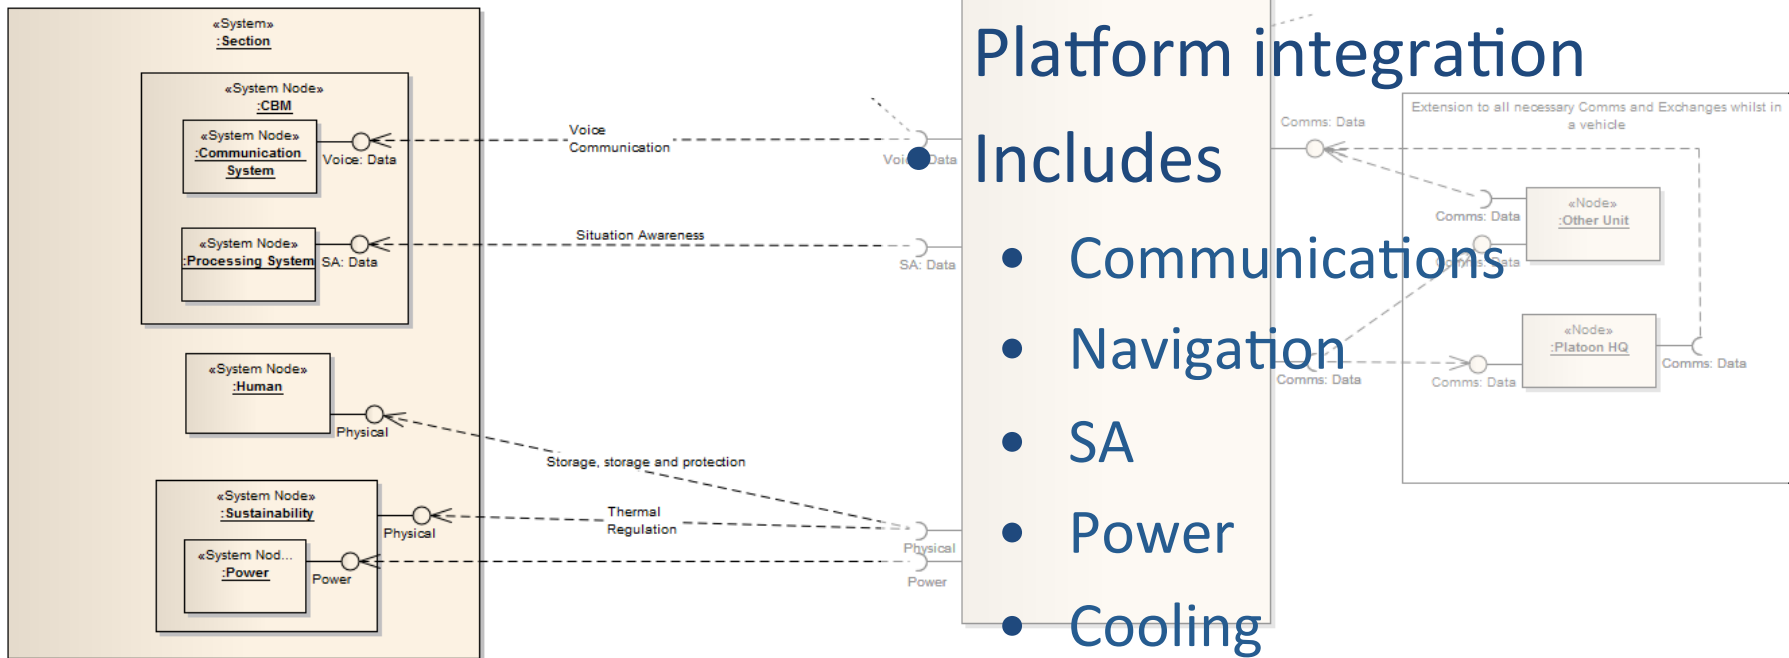 «System»
:Section
«System Node»
:CBM
«System Node»
:Communication
System
Voice: Data
«System Node»
:Processing System
SA: Data
«System Node»
:Human
Physical
«System Node»
:Sustainability
Physical
«System Nod...
:Power
Power
Voice
Communication
Situation Awareness
Storage, storage and protection
Thermal
Regulation
Voice: Data
SA: Data
Physical
Power
Platform integration
• Includes
• Communications
• Navigation
• SA
• Power
• Cooling
Comms: Data
Comms: Data
Extension to all necessary Comms and Exchanges whilst in
a vehicle
Comms: Data
«Node»
:Other Unit
Comms: Data
«Node»
:Platoon HQ
Comms: Data
Comms: Data